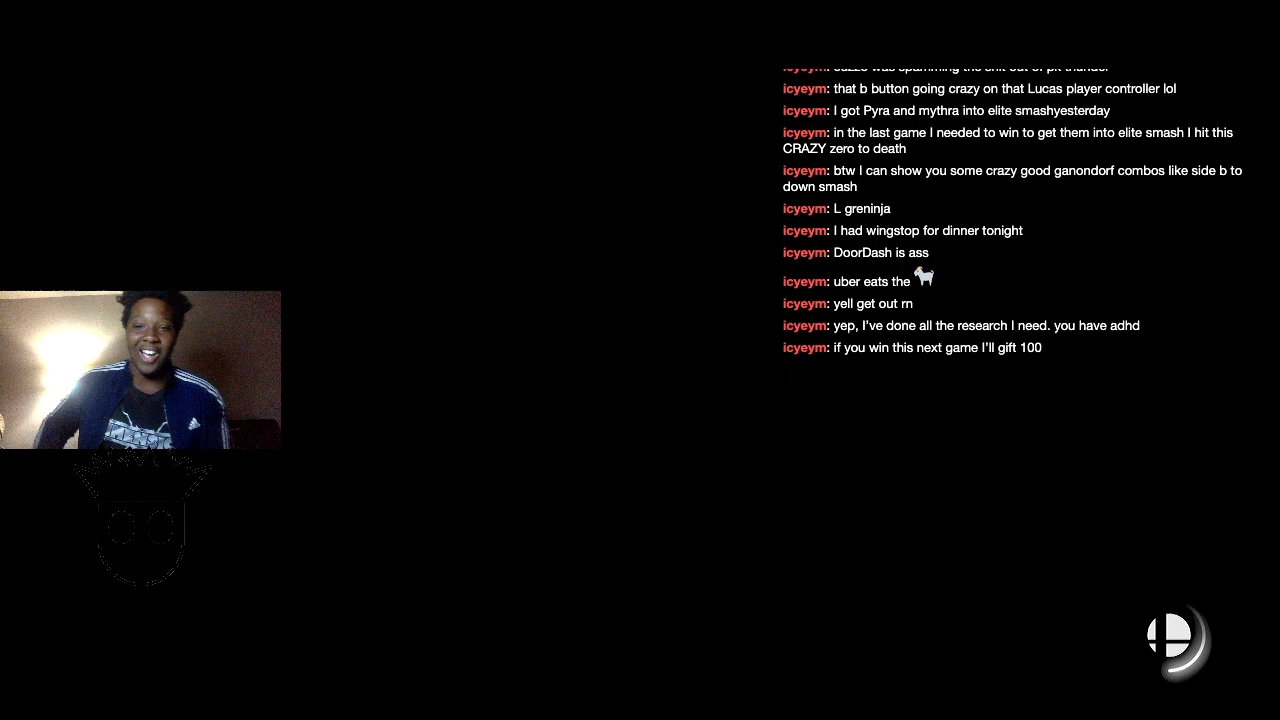 icyeym: that b button going crazy on that Lucas player controller lol
icyeym: I got Pyra and mythra into elite smashyesterday
icyeym: in the last game I needed to win to get them into elite smash I hit this
CRAZY zero to death
icyeym: btw I can show you some crazy good ganondorf combos like side b to
down smash
icyeym: L greninja
icyeym: I had wingstop for dinner tonight
icyeym: DoorDash is ass
icyeym: uber eats the 🐐
icyeym: yell get out rn
icyeym: yep, I’ve done all the research I need. you have adhd
icyeym: if you win this next game I’ll gift 100